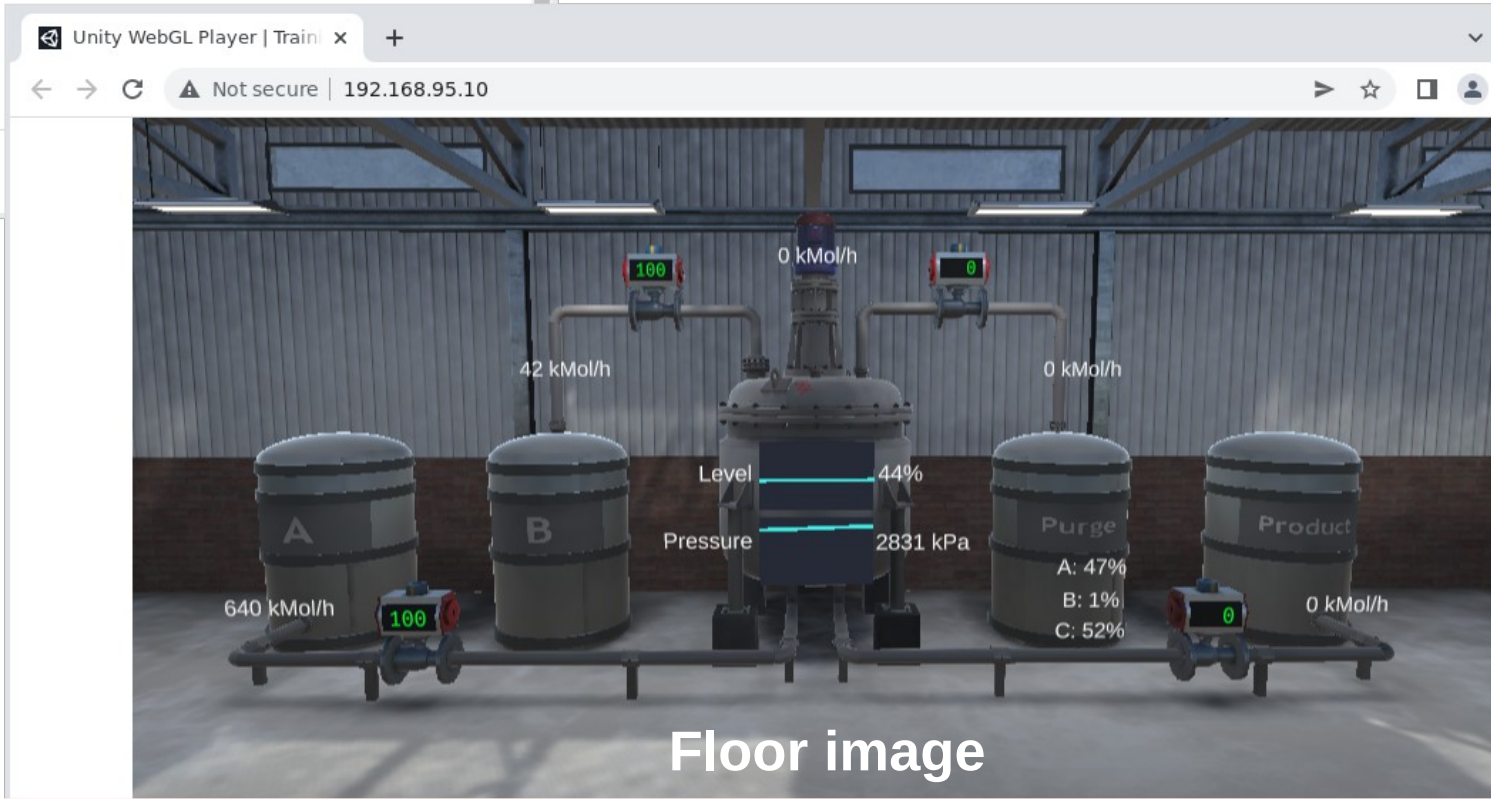 Unity WebGL Player | Train
Not secure
192.168.95.10
0 kMol/h
100
0
42 kMol/h
0 kMol/h
Level
44%
A
B
Purge
Product
Pressure
2831 kPa
A: 47%
B: 1%
C: 52%
640 kMol/h
100
0
0 kMol/h
Floor image